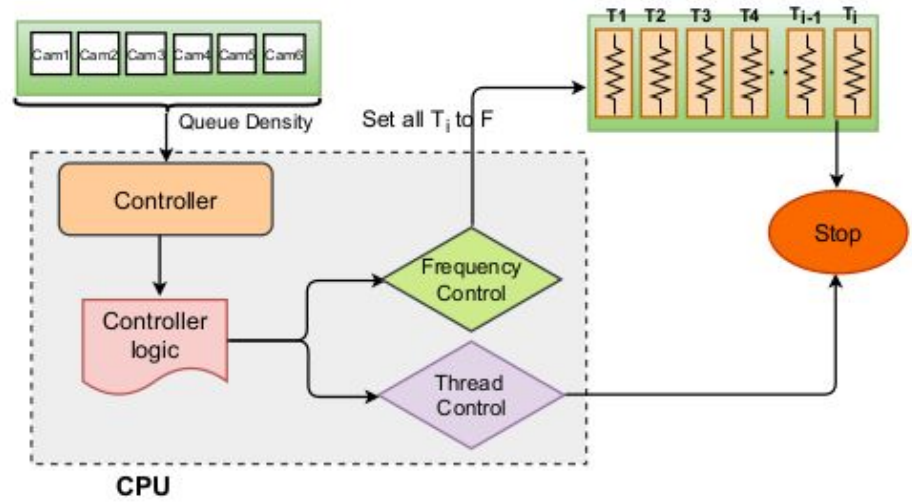 T1 T2 T3 T4 Ti-1 Ti
Cam1 Cam2 Cam3 Cam4 Cam5 Cam6
Queue Density
Set all Ti to F
Controller
Stop
Frequency
Control
Controller
logic
Thread
Control
CPU